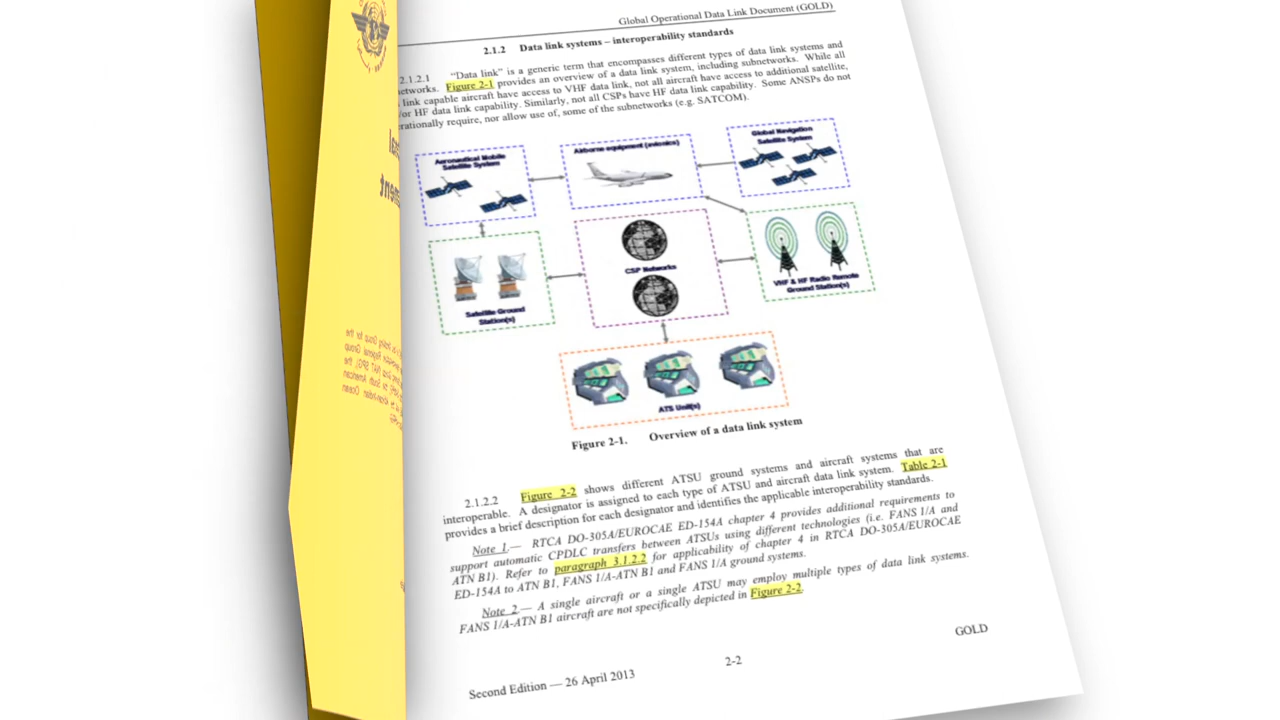 Global Operational Data Link Document (GOLD)
2.1.2 Data link systems – interoperability standards
2.1.2.1 “Data link” is a generic term that encompasses different types of data link systems and
Figure 2-1 provides an overview of a data link system, including subnetworks. While all
link capable aircraft have access to VHF data link, not all aircraft have access to additional satellite,
/or HF data link capability. Similarly, not all CSPs have HF data link capability. Some ANSPs do not
require, nor allow use of, some of the subnetworks (e.g. SATCOM).
Aeronautical Mobile
Satellite System
Airborne equipment (avionics)
Global Navigation
Satellite System
Satellite Ground
Station(s)
CSP Networks
VHF & HF Radio Remote
Ground Station(s)
ATS Unit(s)
Figure 2-1. Overview of a data link system
2.1.2.2 Figure 2-2 shows different ATSU ground systems and aircraft systems that are
interoperable. A designator is assigned to each type of ATSU and aircraft data link system. Table 2-1
provides a brief description for each designator and identifies the applicable interoperability standards.
Note 1.— RTCA DO-305A/EUROCAE ED-154A chapter 4 provides additional requirements to
support automatic CPDLC transfers between ATSUs using different technologies (i.e. FANS 1/A and
ATN B1). Refer to paragraph 3.1.2.2 for applicability of chapter 4 in RTCA DO-305A/EUROCAE
ED-154A to ATN B1, FANS 1/A-ATN B1 and FANS 1/A ground systems.
Note 2.— A single aircraft or a single ATSU may employ multiple types of data link systems.
FANS 1/A-ATN B1 aircraft are not specifically depicted in Figure 2-2.
GOLD
2-2
Second Edition — 26 April 2013